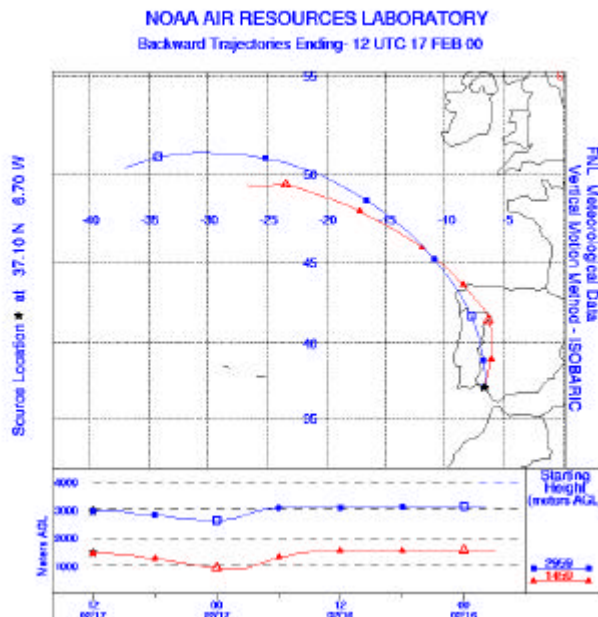 NOAA AIR RESOURCES LABORATORY
Backward Trajectories Ending- 12 UTC 17 FEB 00
Source Location ★ at 37.10 N 6.70 W
55
50
-40 -35 -30 -25 -20 -15 -10 -5
45
40
35
FNL Meteorological Data
Vertical Motion Method - ISOBARIC
Meters AGL
4000
3000
2000
1000
Starting
Height
(meters AGL
12 00 12 00